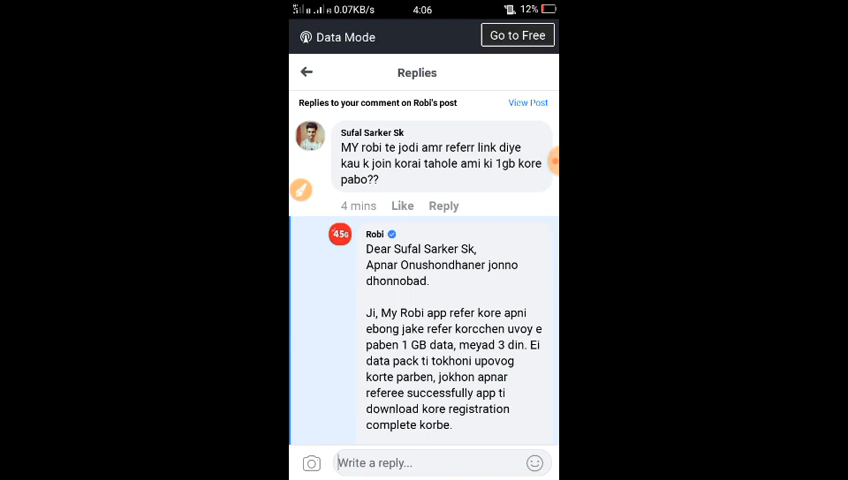 0.07KB/s 4:06 12%
Data Mode Go to Free
Replies
Replies to your comment on Robi's post View Post
Sufal Sarker Sk
MY robi te jodi amr referr link diye
kau k join korai tahole ami ki 1gb kore
pabo??
4 mins Like Reply
45G
Robi
Dear Sufal Sarker Sk,
Apnar Onushondhaner jonno
dhonnobad.
Ji, My Robi app refer kore apni
ebong jake refer korcchen uvoy e
paben 1 GB data, meyad 3 din. Ei
data pack ti tokhoni upovog
korte parben, jokhon apnar
referee successfully app ti
download kore registration
complete korbe.
Write a reply...